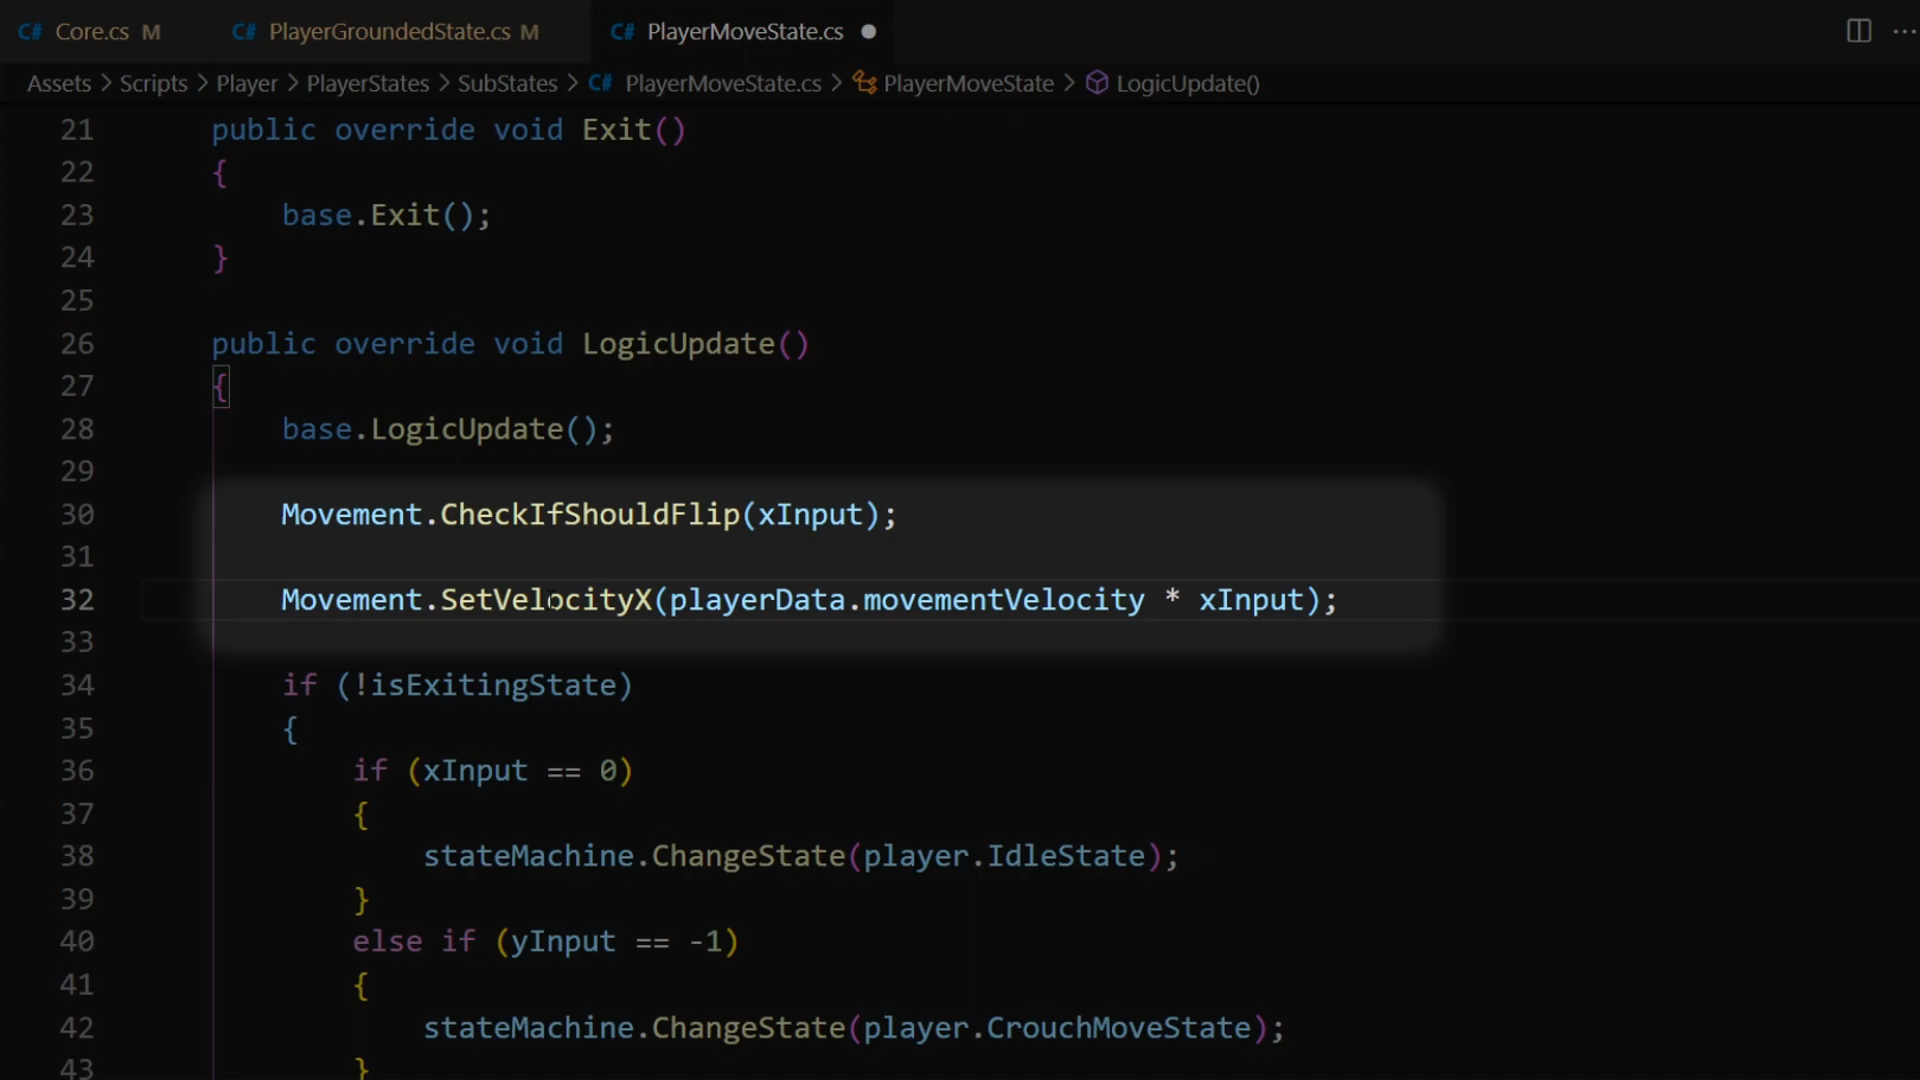 C# Core.cs M C# PlayerGroundedState.cs M C# PlayerMoveState.cs
Assets > Scripts > Player > PlayerStates > SubStates > C# PlayerMoveState.cs > PlayerMoveState > LogicUpdate()
21 public override void Exit()
22 {
23 base.Exit();
24 }
25
26 public override void LogicUpdate()
27 {
28 base.LogicUpdate();
29
30 Movement.CheckIfShouldFlip(xInput);
31
32 Movement.SetVelocityX(playerData.movementVelocity * xInput);
33
34 if (!isExitingState)
35 {
36 if (xInput == 0)
37 {
38 stateMachine.ChangeState(player.IdleState);
39 }
40 else if (yInput == -1)
41 {
42 stateMachine.ChangeState(player.CrouchMoveState);
43 }